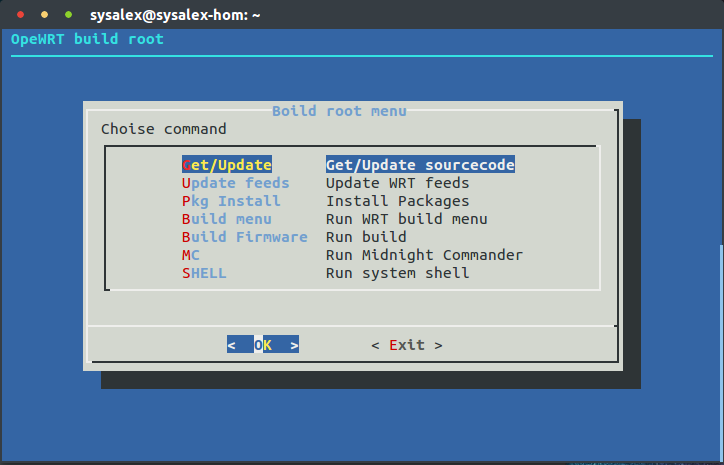 sysalex@sysalex-hom: ~
OpeWRT build root
Boild root menu
Choise command
Get/Update Get/Update sourcecode
Update feeds Update WRT feeds
Pkg Install Install Packages
Build menu Run WRT build menu
Build Firmware Run build
MC Run Midnight Commander
SHELL Run system shell
< OK > < Exit >